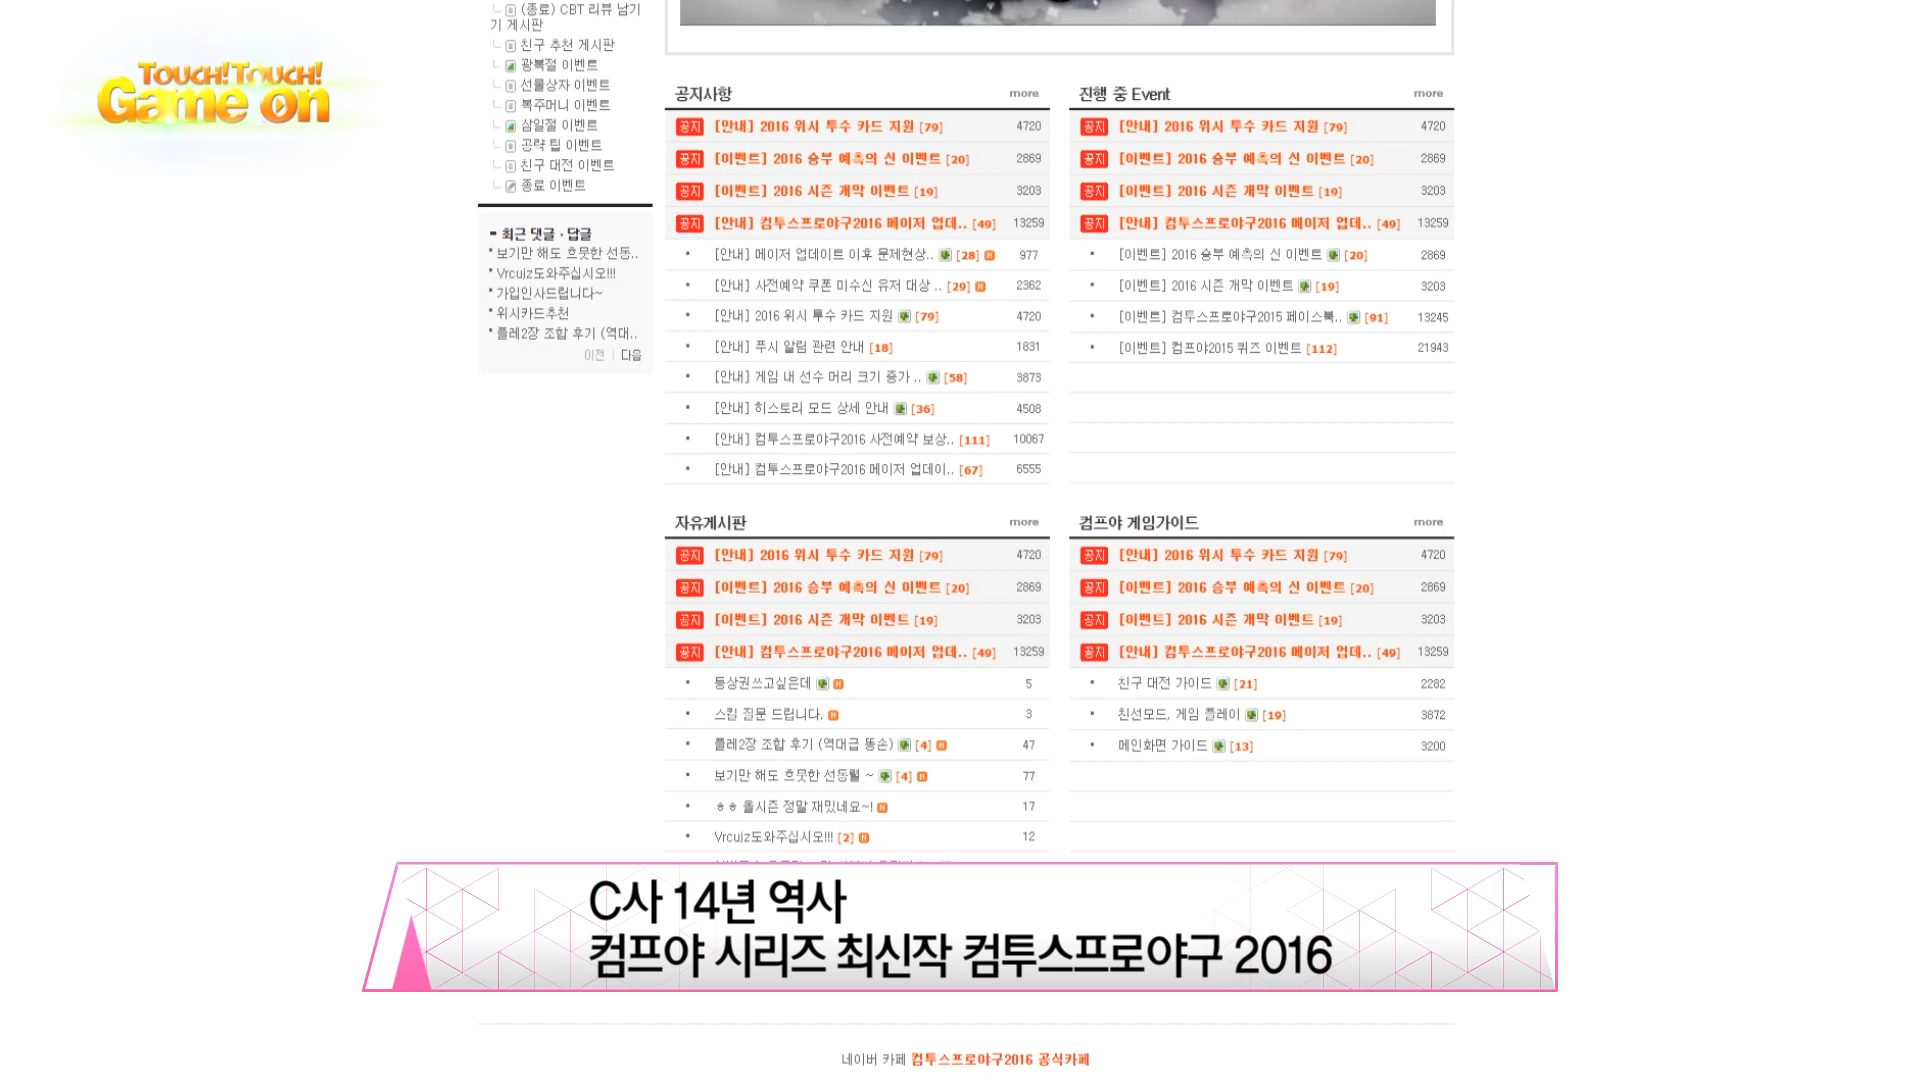 (종료) CBT 리뷰 남기
기 게시판
친구 추천 게시판
광복절 이벤트
선물상자 이벤트
복주머니 이벤트
삼일절 이벤트
공략 팁 이벤트
친구 대전 이벤트
종료 이벤트
TOUCH! TOUCH!
Game on
최근 댓글 · 답글
보기만 해도 흐뭇한 선동..
Vrcujz도와주십시오!!!
가입인사드립니다~
위시카드추천
플레2장 조합 후기 (역대..
이전 | 다음
공지사항 more
공지 [안내] 2016 위시 투수 카드 지원 [79] 4720
공지 [이벤트] 2016 승부 예측의 신 이벤트 [20] 2869
공지 [이벤트] 2016 시즌 개막 이벤트 [19] 3203
공지 [안내] 컴투스프로야구2016 메이저 업데.. [49] 13259
[안내] 메이저 업데이트 이후 문제현상.. [28] N 977
[안내] 사전예약 쿠폰 미수신 유저 대상 .. [29] N 2362
[안내] 2016 위시 투수 카드 지원 [79] 4720
[안내] 푸시 알림 관련 안내 [18] 1831
[안내] 게임 내 선수 머리 크기 증가 .. [58] 3873
[안내] 히스토리 모드 상세 안내 [36] 4508
[안내] 컴투스프로야구2016 사전예약 보상.. [111] 10067
[안내] 컴투스프로야구2016 메이저 업데이.. [67] 6555
진행 중 Event more
공지 [안내] 2016 위시 투수 카드 지원 [79] 4720
공지 [이벤트] 2016 승부 예측의 신 이벤트 [20] 2869
공지 [이벤트] 2016 시즌 개막 이벤트 [19] 3203
공지 [안내] 컴투스프로야구2016 메이저 업데.. [49] 13259
[이벤트] 2016 승부 예측의 신 이벤트 [20] 2869
[이벤트] 2016 시즌 개막 이벤트 [19] 3203
[이벤트] 컴투스프로야구2015 페이스북.. [91] 13245
[이벤트] 컴프야2015 퀴즈 이벤트 [112] 21943
자유게시판 more
공지 [안내] 2016 위시 투수 카드 지원 [79] 4720
공지 [이벤트] 2016 승부 예측의 신 이벤트 [20] 2869
공지 [이벤트] 2016 시즌 개막 이벤트 [19] 3203
공지 [안내] 컴투스프로야구2016 메이저 업데.. [49] 13259
등상권쓰고싶은데 N 5
스킬 질문 드립니다. N 3
플레2장 조합 후기 (역대급 똥손) [4] N 47
보기만 해도 흐뭇한 선동렬 ~ [4] N 77
ㅎㅎ 올시즌 정말 재밌네요~! N 17
Vrcujz도와주십시오!!! [2] N 12
컴프야 게임가이드 more
공지 [안내] 2016 위시 투수 카드 지원 [79] 4720
공지 [이벤트] 2016 승부 예측의 신 이벤트 [20] 2869
공지 [이벤트] 2016 시즌 개막 이벤트 [19] 3203
공지 [안내] 컴투스프로야구2016 메이저 업데.. [49] 13259
친구 대전 가이드 [21] 2282
친선모드, 게임 플레이 [19] 3872
메인화면 가이드 [13] 3200
C사 14년 역사
컴프야 시리즈 최신작 컴투스프로야구 2016
네이버 카페 컴투스프로야구2016 공식카페